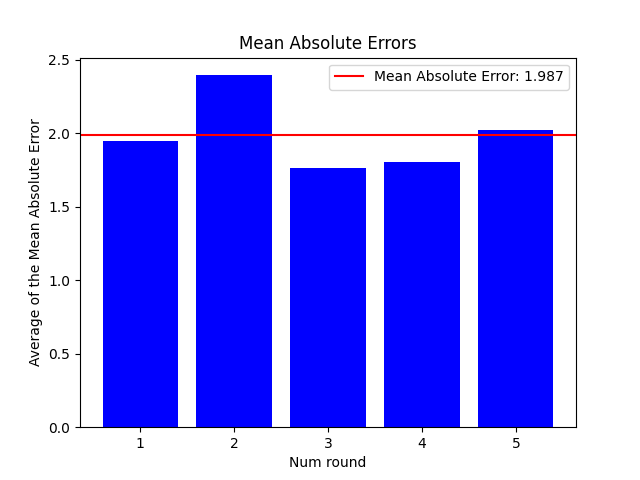 Mean Absolute Errors
Mean Absolute Error: 1.987
Average of the Mean Absolute Error
2.5
2.0
1.5
1.0
0.5
0.0
1 2 3 4 5
Num round